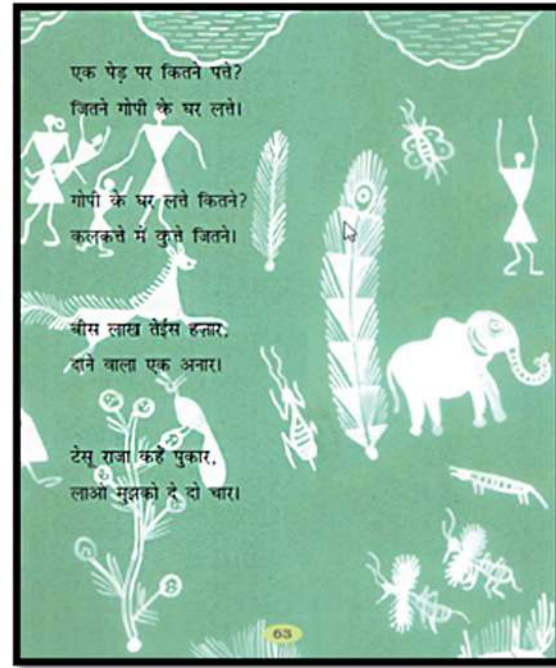 एक पेड़ पर कितने पत्ते?
जितने गोपी के घर लत्ते।
गोपी के घर लत्ते कितने?
कलकत्ते में कुत्ते जितने।
बीस लाख तेईस हज़ार,
दाने वाला एक अनार।
टेसू राजा कहें पुकार,
लाओ मुझको दे दो चार।
63